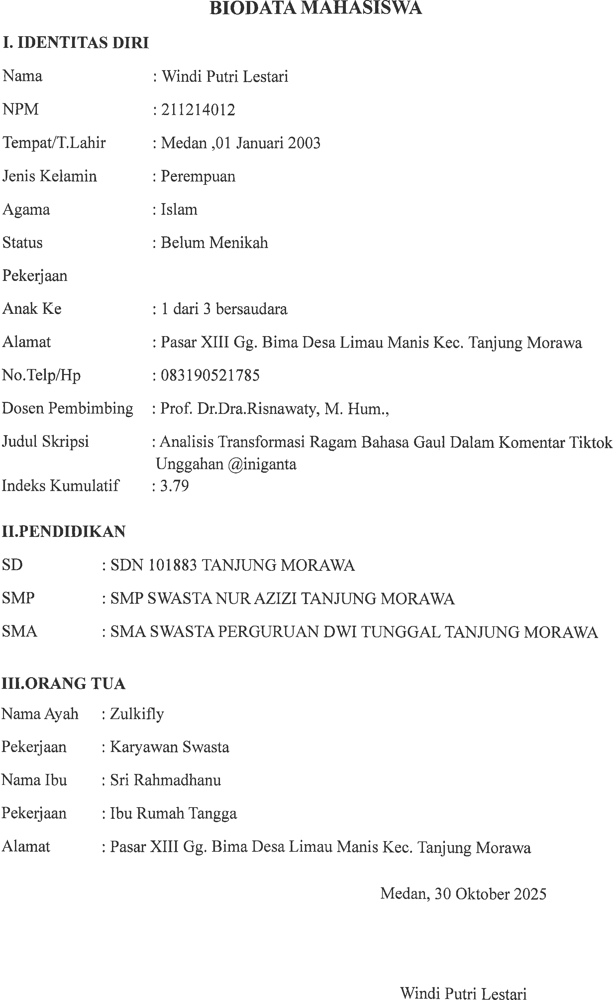 BIODATA MAHASISWA
I. IDENTITAS DIRI
Nama : Windi Putri Lestari
NPM : 211214012
Tempat/T.Lahir : Medan ,01 Januari 2003
Jenis Kelamin : Perempuan
Agama : Islam
Status : Belum Menikah
Pekerjaan
Anak Ke : 1 dari 3 bersaudara
Alamat : Pasar XIII Gg. Bima Desa Limau Manis Kec. Tanjung Morawa
No.Telp/Hp : 083190521785
Dosen Pembimbing : Prof. Dr.Dra.Risnawaty, M. Hum.,
Judul Skripsi : Analisis Transformasi Ragam Bahasa Gaul Dalam Komentar Tiktok
Unggahan @iniganta
Indeks Kumulatif : 3.79
II.PENDIDIKAN
SD : SDN 101883 TANJUNG MORAWA
SMP : SMP SWASTA NUR AZIZI TANJUNG MORAWA
SMA : SMA SWASTA PERGURUAN DWI TUNGGAL TANJUNG MORAWA
III.ORANG TUA
Nama Ayah : Zulkifly
Pekerjaan : Karyawan Swasta
Nama Ibu : Sri Rahmadhanu
Pekerjaan : Ibu Rumah Tangga
Alamat : Pasar XIII Gg. Bima Desa Limau Manis Kec. Tanjung Morawa
Medan, 30 Oktober 2025
Windi Putri Lestari